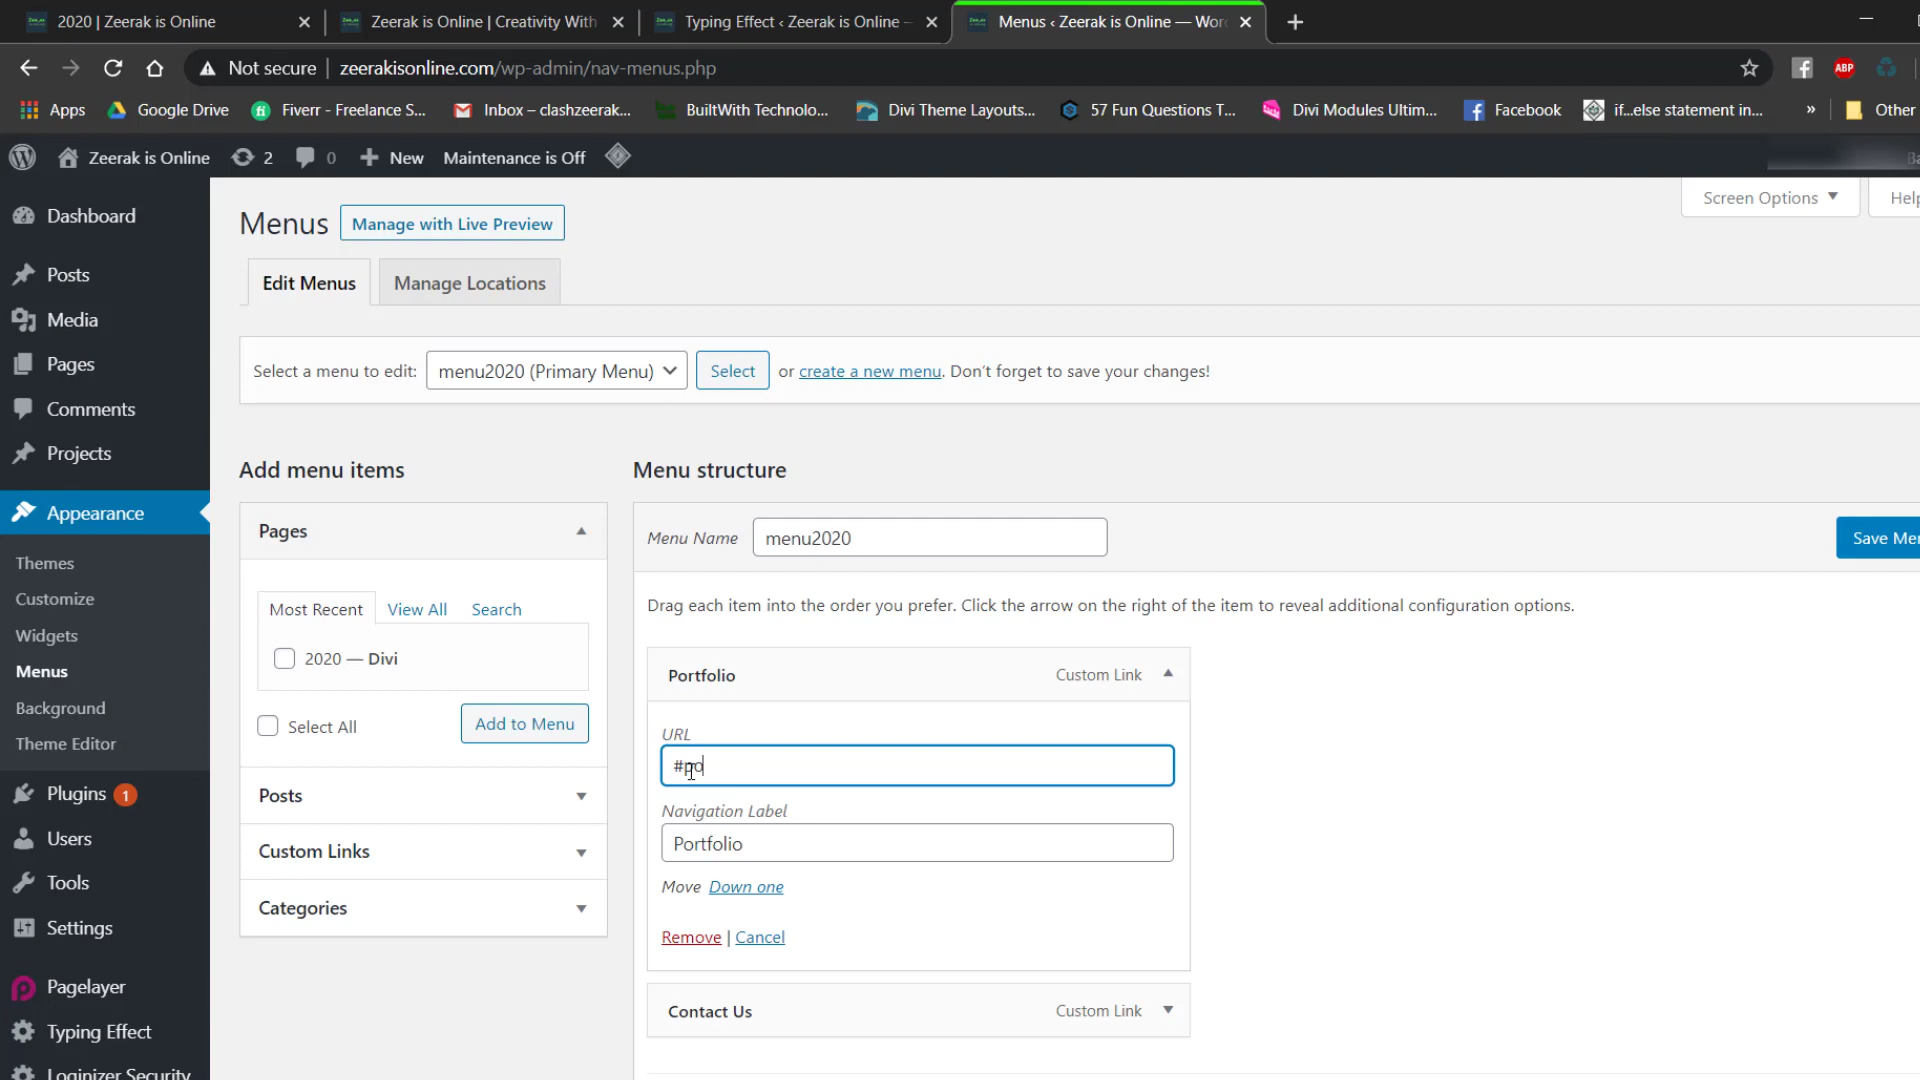 2020 | Zeerak is Online
Zeerak is Online | Creativity With
Typing Effect ‹ Zeerak is Online –
Menus ‹ Zeerak is Online — Wor
Not secure | zeerakisonline.com/wp-admin/nav-menus.php
ABP
Apps
Google Drive
Fiverr - Freelance S...
Inbox – clashzeerak...
BuiltWith Technolo...
Divi Theme Layouts...
57 Fun Questions T...
Divi Modules Ultim...
Facebook
if...else statement in...
»
Other
Zeerak is Online
2
0
New
Maintenance is Off
Screen Options
Help
Dashboard
Posts
Media
Pages
Comments
Projects
Appearance
Themes
Customize
Widgets
Menus
Background
Theme Editor
Plugins 1
Users
Tools
Settings
Pagelayer
Typing Effect
Loginizer Security
Menus
Manage with Live Preview
Edit Menus
Manage Locations
Select a menu to edit: menu2020 (Primary Menu) Select or create a new menu. Don't forget to save your changes!
Add menu items
Pages
Most Recent View All Search
2020 — Divi
Select All
Add to Menu
Posts
Custom Links
Categories
Menu structure
Menu Name menu2020
Save Men
Drag each item into the order you prefer. Click the arrow on the right of the item to reveal additional configuration options.
Portfolio Custom Link
URL
#po
Navigation Label
Portfolio
Move Down one
Remove | Cancel
Contact Us Custom Link